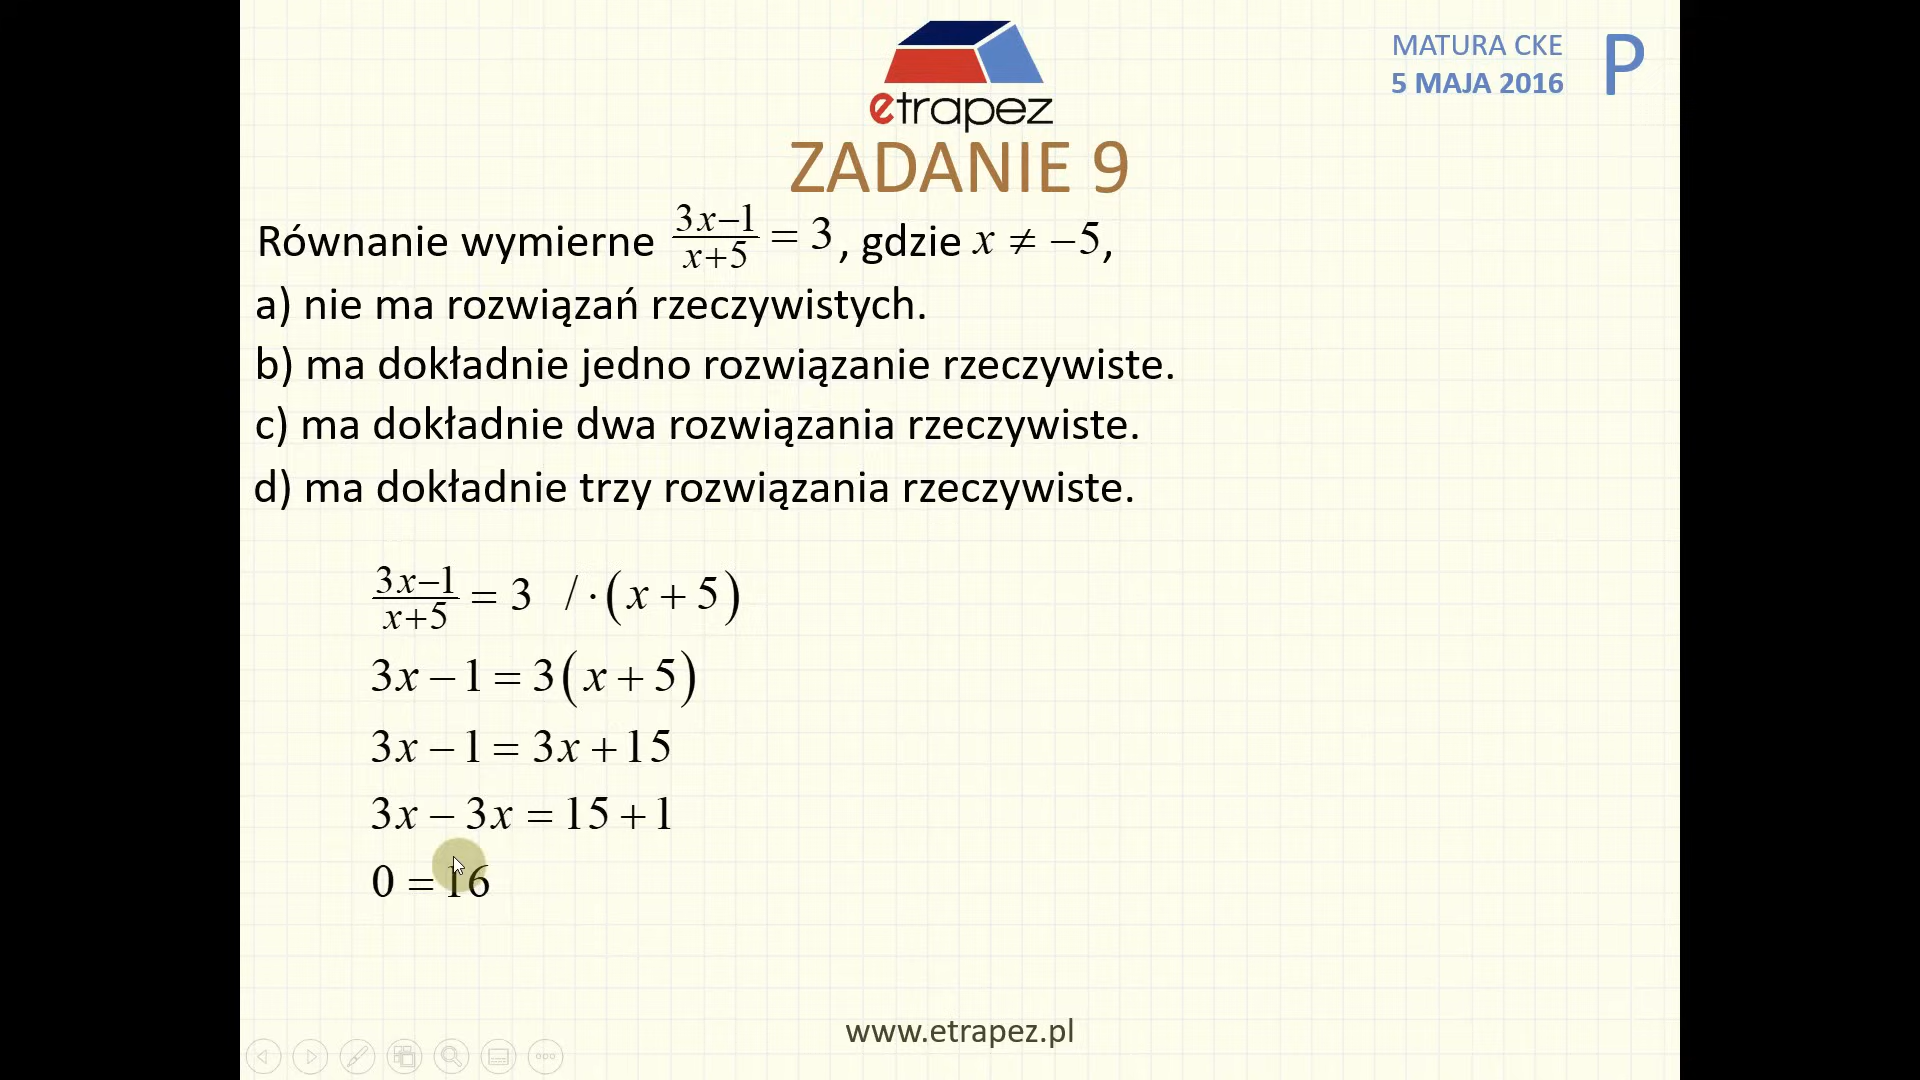 etrapez
MATURA CKE
5 MAJA 2016
P
ZADANIE 9
Równanie wymierne \frac{3x-1}{x+5} = 3, gdzie x ≠ −5,
a) nie ma rozwiązań rzeczywistych.
b) ma dokładnie jedno rozwiązanie rzeczywiste.
c) ma dokładnie dwa rozwiązania rzeczywiste.
d) ma dokładnie trzy rozwiązania rzeczywiste.
\frac{3x-1}{x+5} = 3 /·(x + 5)
3x − 1 = 3(x + 5)
3x − 1 = 3x + 15
3x − 3x = 15 + 1
0 = 16
www.etrapez.pl